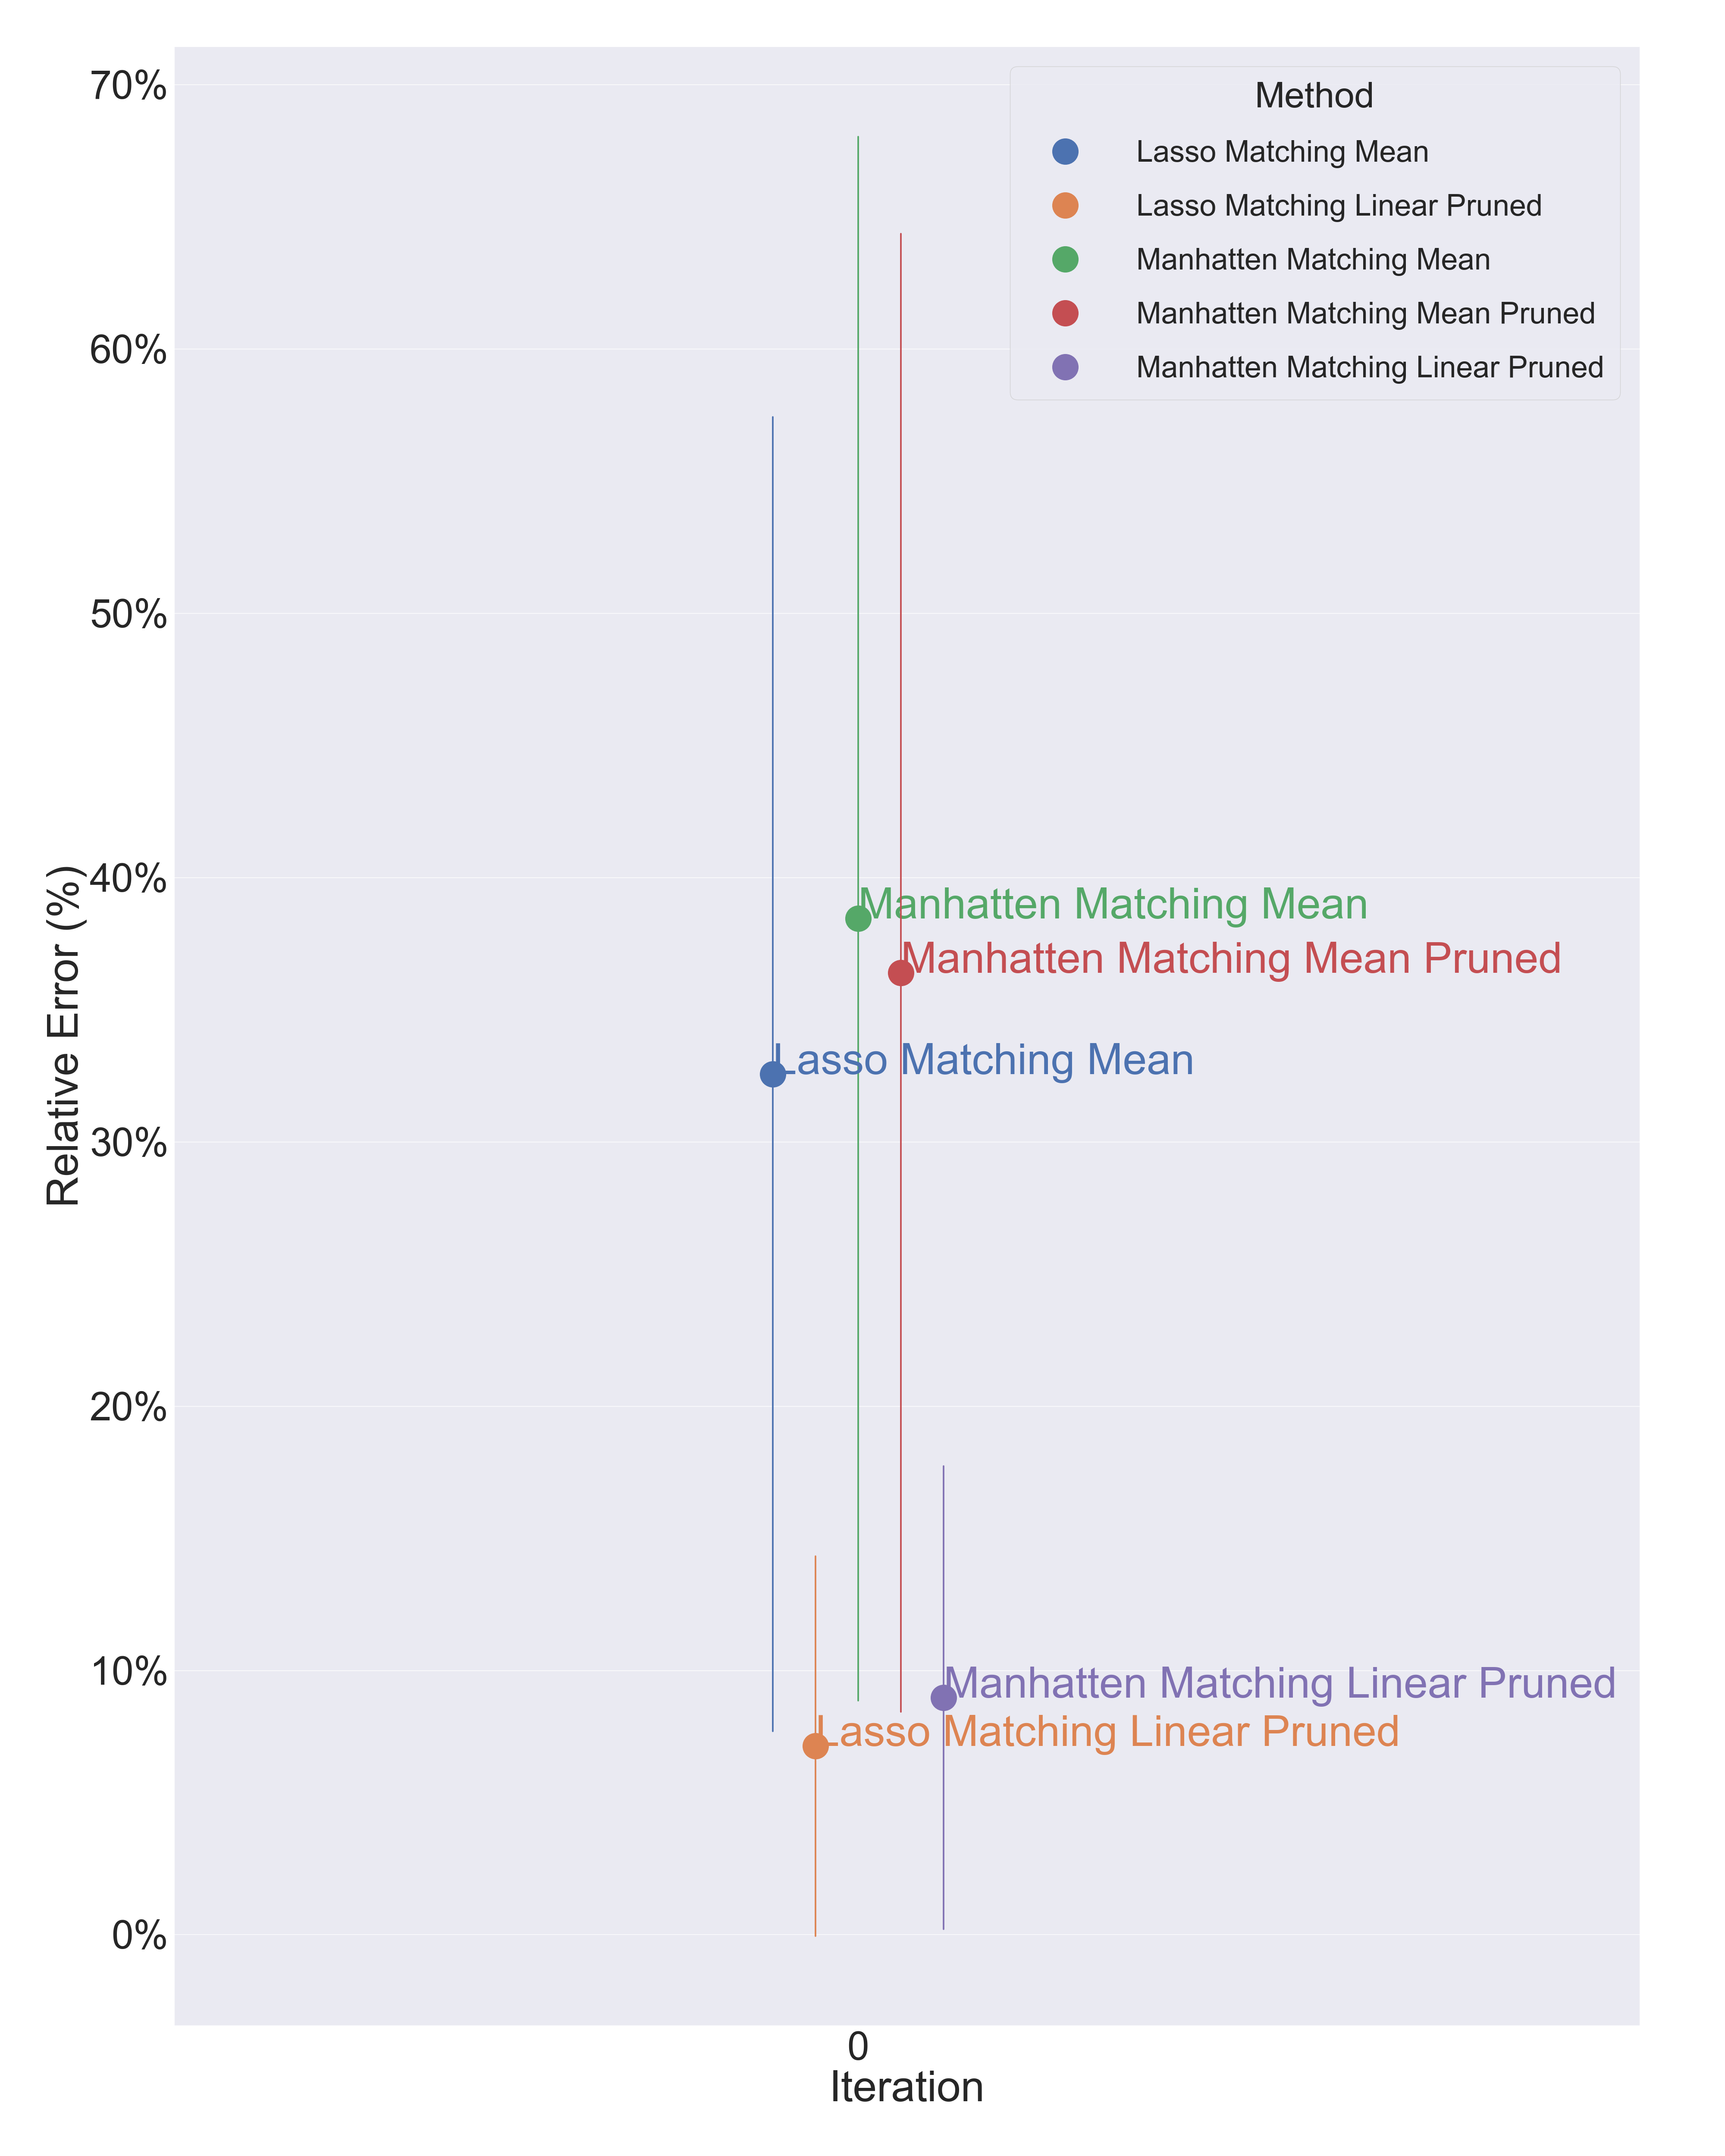 70%
60%
50%
40%
30%
20%
10%
0%
Relative Error (%)
Method
Lasso Matching Mean
Lasso Matching Linear Pruned
Manhatten Matching Mean
Manhatten Matching Mean Pruned
Manhatten Matching Linear Pruned
Manhatten Matching Mean
Manhatten Matching Mean Pruned
Lasso Matching Mean
Manhatten Matching Linear Pruned
Lasso Matching Linear Pruned
0
Iteration